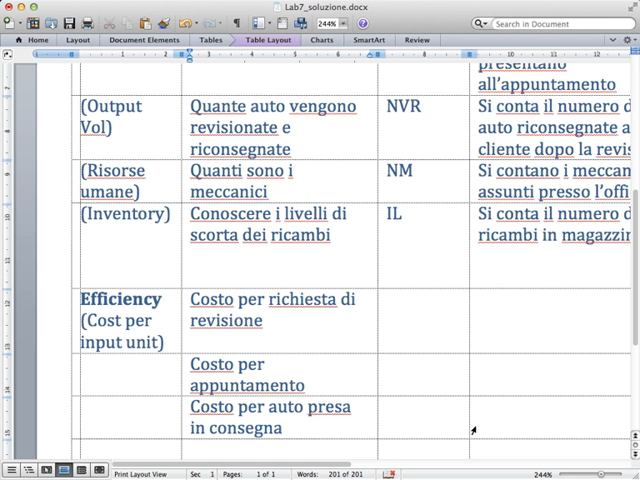 Lab7_soluzione.docx
244%
Search in Document
Home
Layout
Document Elements
Tables
Table Layout
Charts
SmartArt
Review
presentano
all'appuntamento
(Output Vol)
Quante auto vengono
revisionate e
riconsegnate
NVR
Si conta il numero d
auto riconsegnate a
cliente dopo la revis
(Risorse
umane)
Quanti sono i
meccanici
NM
Si contano i meccan
assunti presso l'offi
(Inventory)
Conoscere i livelli di
scorta dei ricambi
IL
Si conta il numero d
ricambi in magazzin
Efficiency
(Cost per
input unit)
Costo per richiesta di
revisione
Costo per
appuntamento
Costo per auto presa
in consegna
Print Layout View
Sec 1
Pages: 1 of 1
Words: 201 of 201
244%